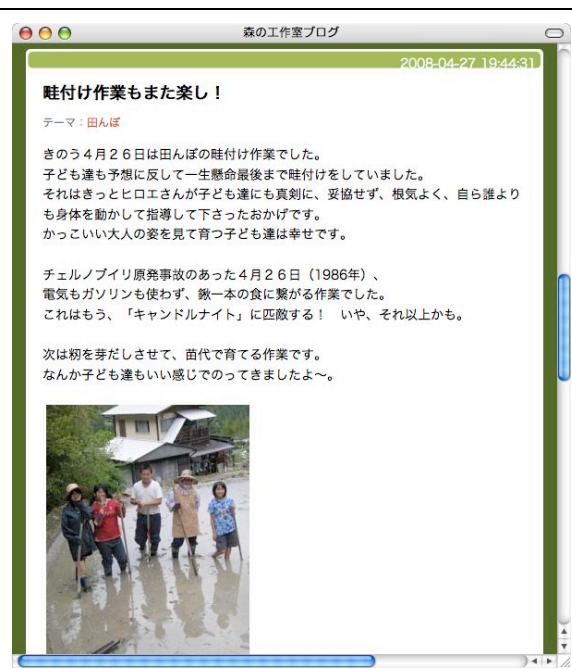 森の工作室ブログ
2008-04-27 19:44:31
畦付け作業もまた楽し！
テーマ：田んぼ
きのう４月２６日は田んぼの畦付け作業でした。
子ども達も予想に反して一生懸命最後まで畦付けをしていました。
それはきっとヒロエさんが子ども達にも真剣に、妥協せず、根気よく、自ら誰より
も身体を動かして指導して下さったおかげです。
かっこいい大人の姿を見て育つ子ども達は幸せです。
チェルノブイリ原発事故のあった４月２６日（1986年）、
電気もガソリンも使わず、鍬一本の食に繋がる作業でした。
これはもう、「キャンドルナイト」に匹敵する！　いや、それ以上かも。
次は籾を芽だしさせて、苗代で育てる作業です。
なんか子ども達もいい感じでのってきましたよ〜。